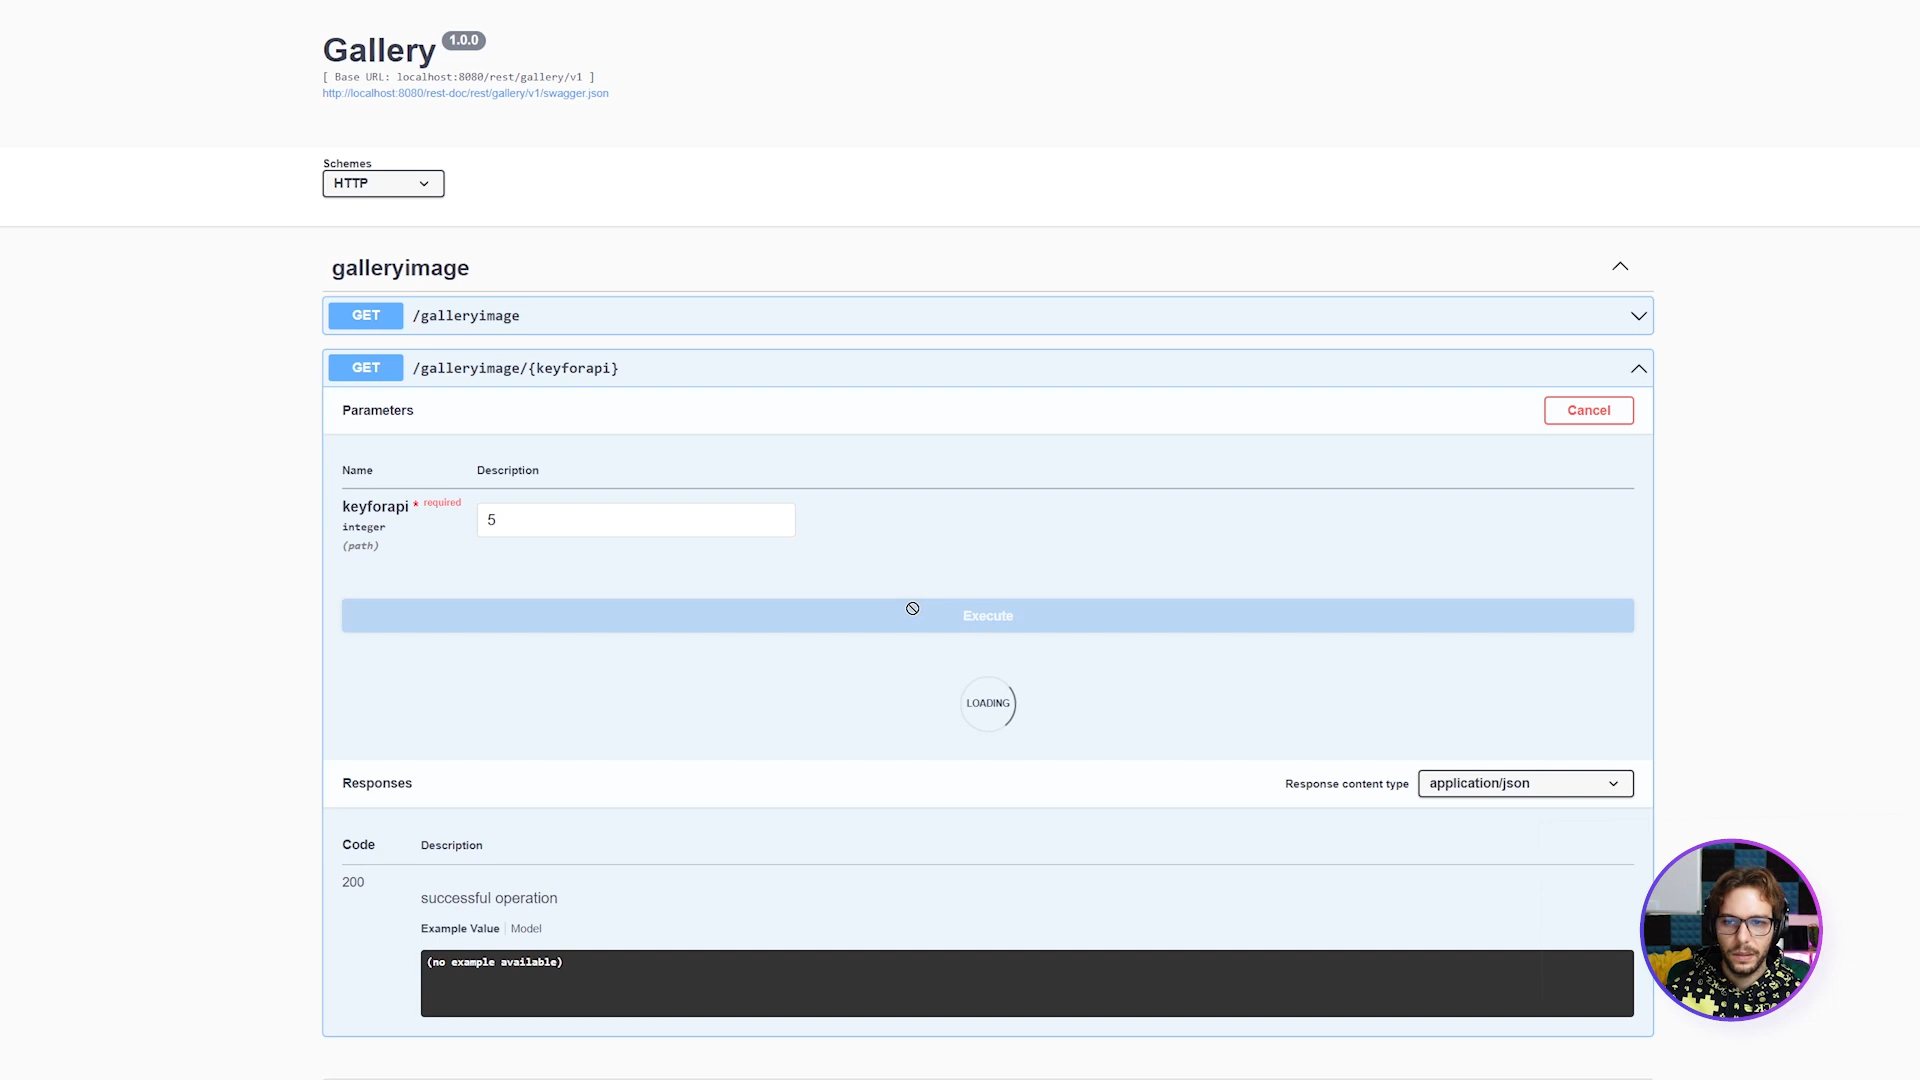 Gallery 1.0.0
[ Base URL: localhost:8080/rest/gallery/v1 ]
http://localhost:8080/rest-doc/rest/gallery/v1/swagger.json
Schemes
HTTP
galleryimage
GET /galleryimage
GET /galleryimage/{keyforapi}
Parameters Cancel
Name Description
keyforapi * required
integer
(path)
5
Execute
LOADING
Responses Response content type application/json
Code Description
200
successful operation
Example Value Model
(no example available)